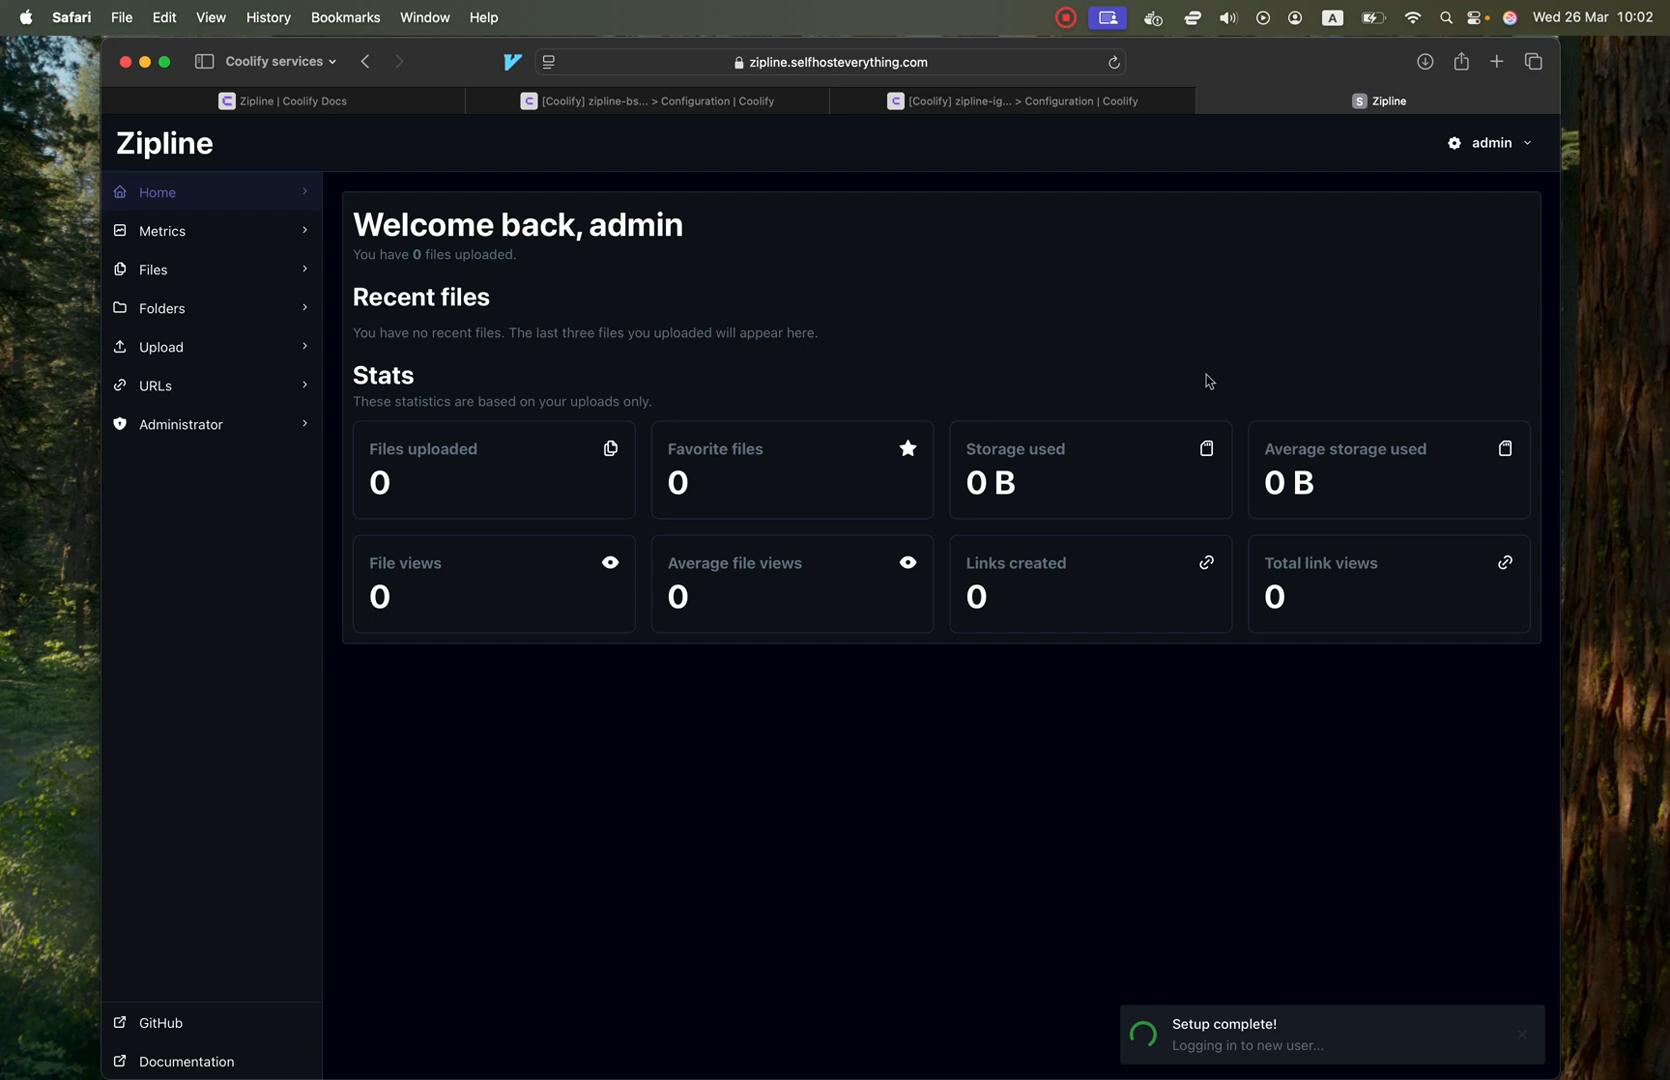 Safari File Edit View History Bookmarks Window Help A Wed 26 Mar 10:02
Coolify services zipline.selfhosteverything.com
Zipline | Coolify Docs [Coolify] zipline-bs... > Configuration | Coolify [Coolify] zipline-ig... > Configuration | Coolify S Zipline
Zipline admin
Home
Metrics
Files
Folders
Upload
URLs
Administrator
GitHub
Documentation
Welcome back, admin
You have 0 files uploaded.
Recent files
You have no recent files. The last three files you uploaded will appear here.
Stats
These statistics are based on your uploads only.
Files uploaded Favorite files Storage used Average storage used
0 0 0 B 0 B
File views Average file views Links created Total link views
0 0 0 0
Setup complete!
Logging in to new user...